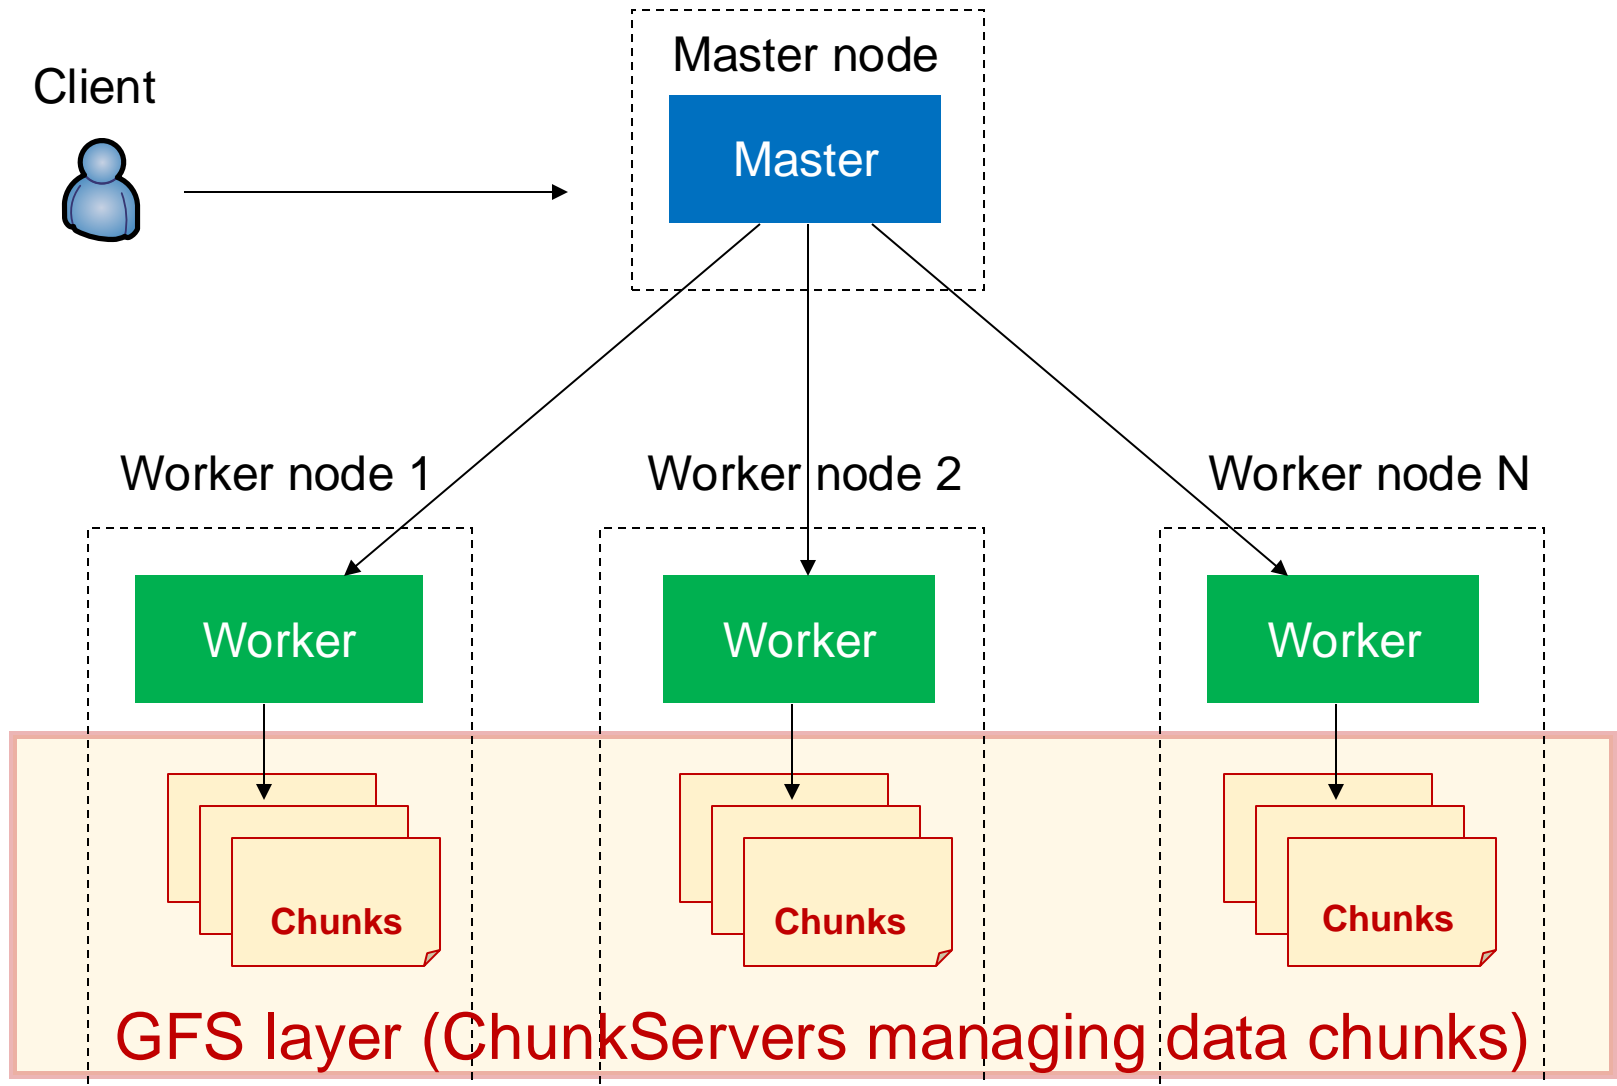 Master node
Client
Master
Worker node 1
Worker node 2
Worker node N
Worker
Worker
Worker
Chunks
Chunks
Chunks
GFS layer (ChunkServers managing data chunks)